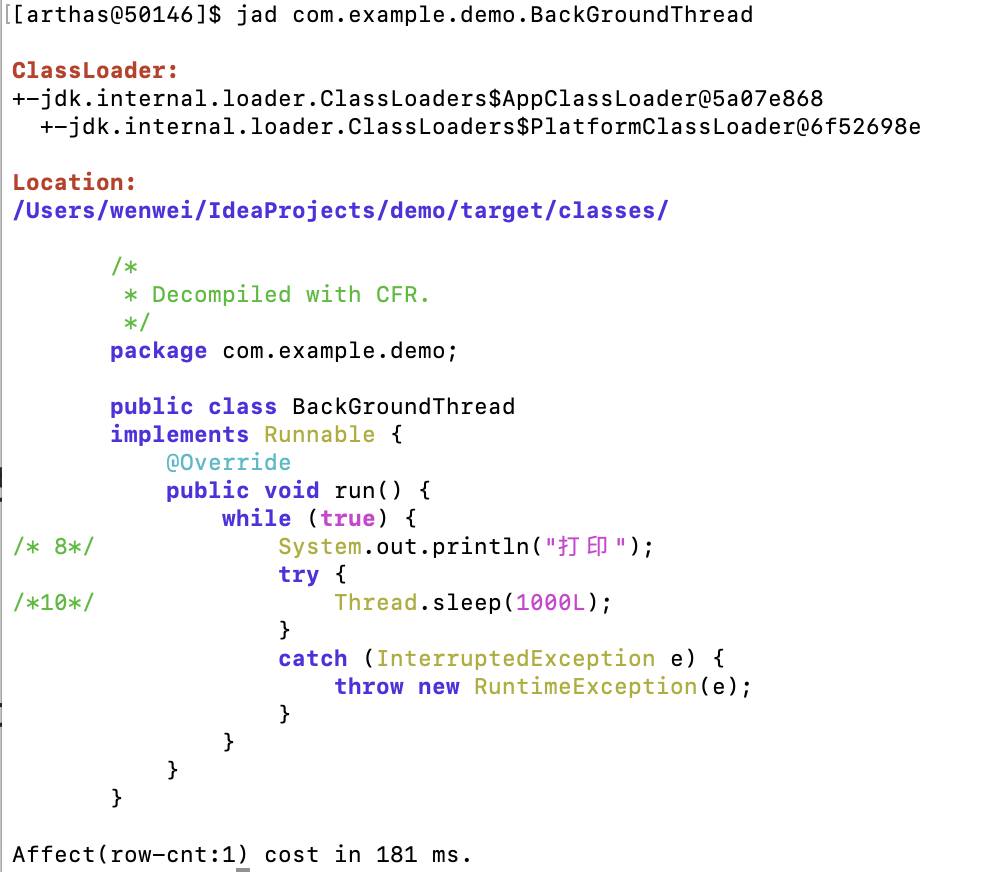 [[arthas@50146]$ jad com.example.demo.BackGroundThread
ClassLoader:
+-jdk.internal.loader.ClassLoaders$AppClassLoader@5a07e868
  +-jdk.internal.loader.ClassLoaders$PlatformClassLoader@6f52698e
Location:
/Users/wenwei/IdeaProjects/demo/target/classes/
       /*
        * Decompiled with CFR.
        */
       package com.example.demo;
       public class BackGroundThread
       implements Runnable {
           @Override
           public void run() {
               while (true) {
/* 8*/             System.out.println("打印");
                   try {
/*10*/                 Thread.sleep(1000L);
                   }
                   catch (InterruptedException e) {
                       throw new RuntimeException(e);
                   }
               }
           }
       }
Affect(row-cnt:1) cost in 181 ms.